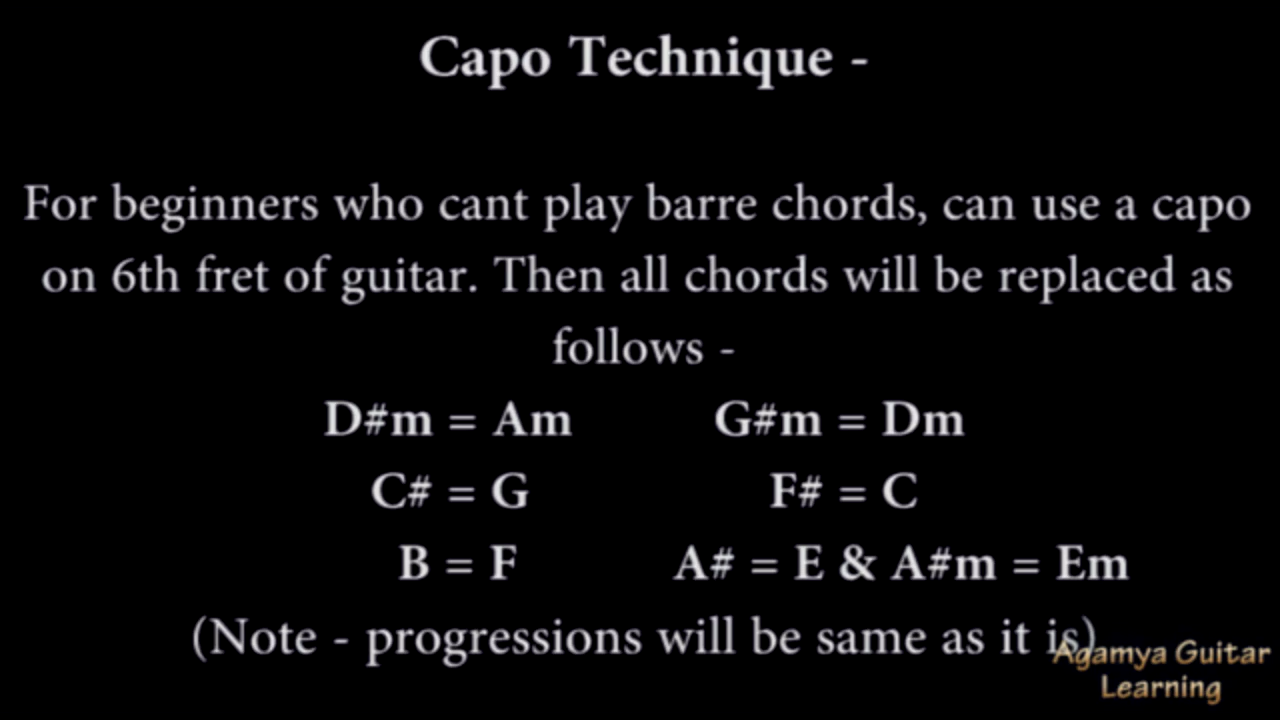 Capo Technique -
For beginners who cant play barre chords, can use a capo
on 6th fret of guitar. Then all chords will be replaced as
follows -
D#m = Am G#m = Dm
C# = G F# = C
B = F A# = E & A#m = Em
(Note - progressions will be same as it is)
Agamya Guitar
Learning